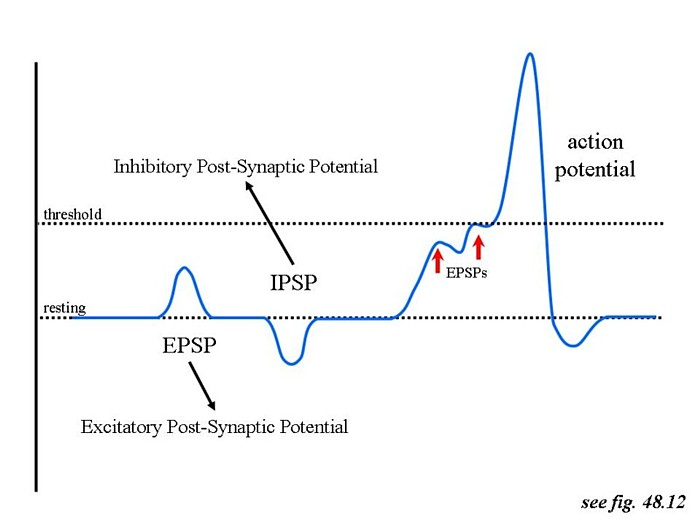 action
potential
Inhibitory Post-Synaptic Potential
threshold
IPSP
EPSPs
resting
EPSP
Excitatory Post-Synaptic Potential
see fig. 48.12